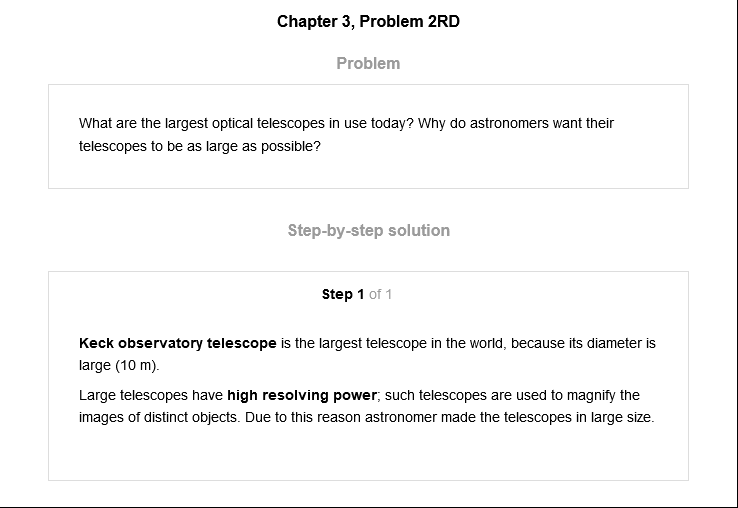 Chapter 3, Problem 2RD
Problem
What are the largest optical telescopes in use today? Why do astronomers want their
telescopes to be as large as possible?
Step-by-step solution
Step 1 of 1
Keck observatory telescope is the largest telescope in the world, because its diameter is
large (10 m).
Large telescopes have high resolving power; such telescopes are used to magnify the
images of distinct objects. Due to this reason astronomer made the telescopes in large size.